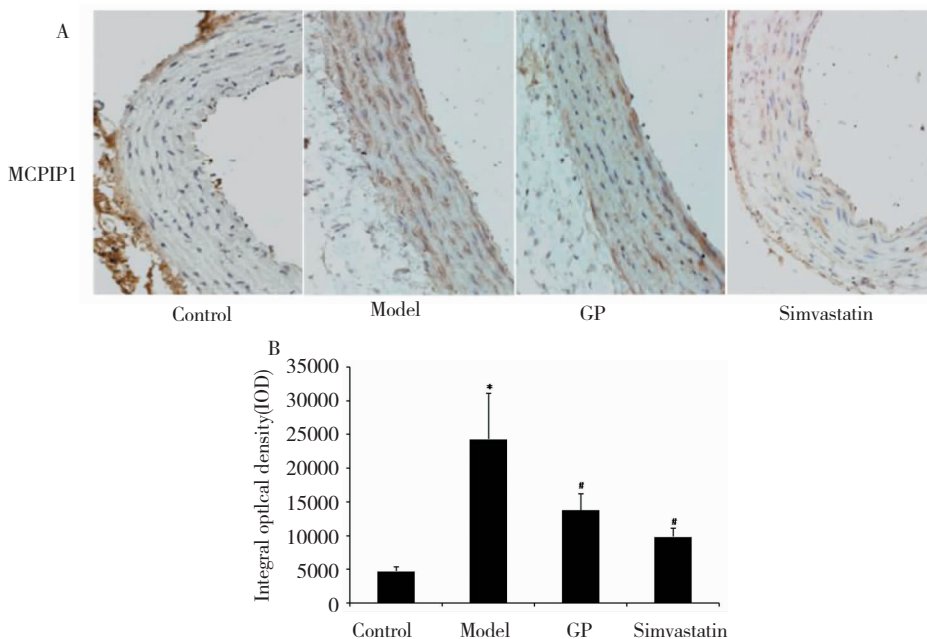 A
MCPIP1
Control Model GP Simvastatin
B
Integral optlcal density(IOD)
35000
30000
25000
20000
15000
10000
5000
0
*
#
#
Control Model GP Simvastatin